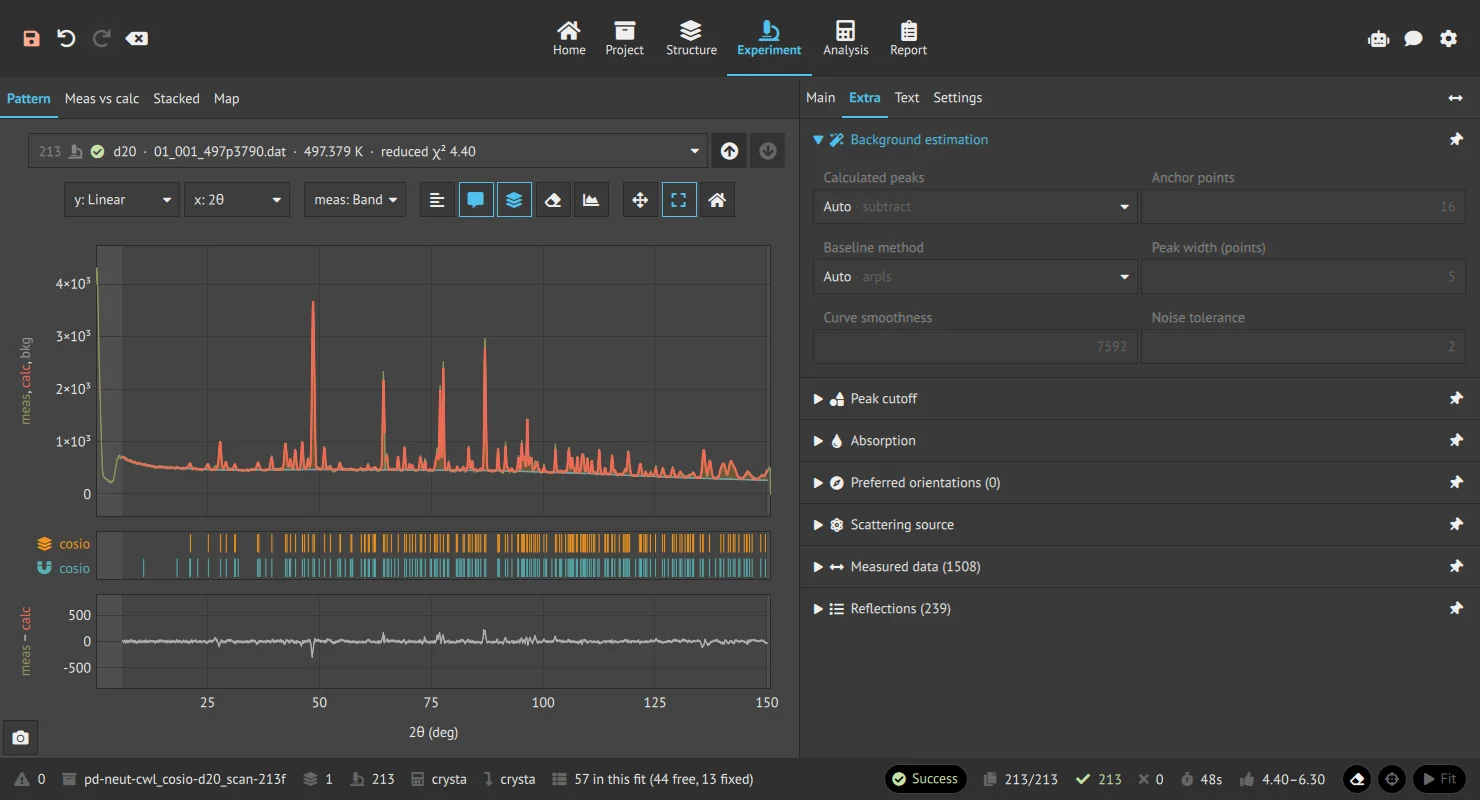 Home Project Structure Experiment Analysis Report
Pattern Meas vs calc Stacked Map
Main Extra Text Settings
213 d20 · 01_001_497p3790.dat · 497.379 K · reduced χ² 4.40
y: Linear x: 2θ meas: Band
meas, calc, bkg
4×10³
3×10³
2×10³
1×10³
0
cosio
cosio
meas − calc
500
0
-500
25 50 75 100 125 150
2θ (deg)
Background estimation
Calculated peaks Anchor points
Auto · subtract 16
Baseline method Peak width (points)
Auto · arpls 5
Curve smoothness Noise tolerance
7592 2
Peak cutoff
Absorption
Preferred orientations (0)
Scattering source
Measured data (1508)
Reflections (239)
0 pd-neut-cwl_cosio-d20_scan-213f 1 213 crysta crysta 57 in this fit (44 free, 13 fixed) Success 213/213 213 0 48s 4.40–6.30 Fit